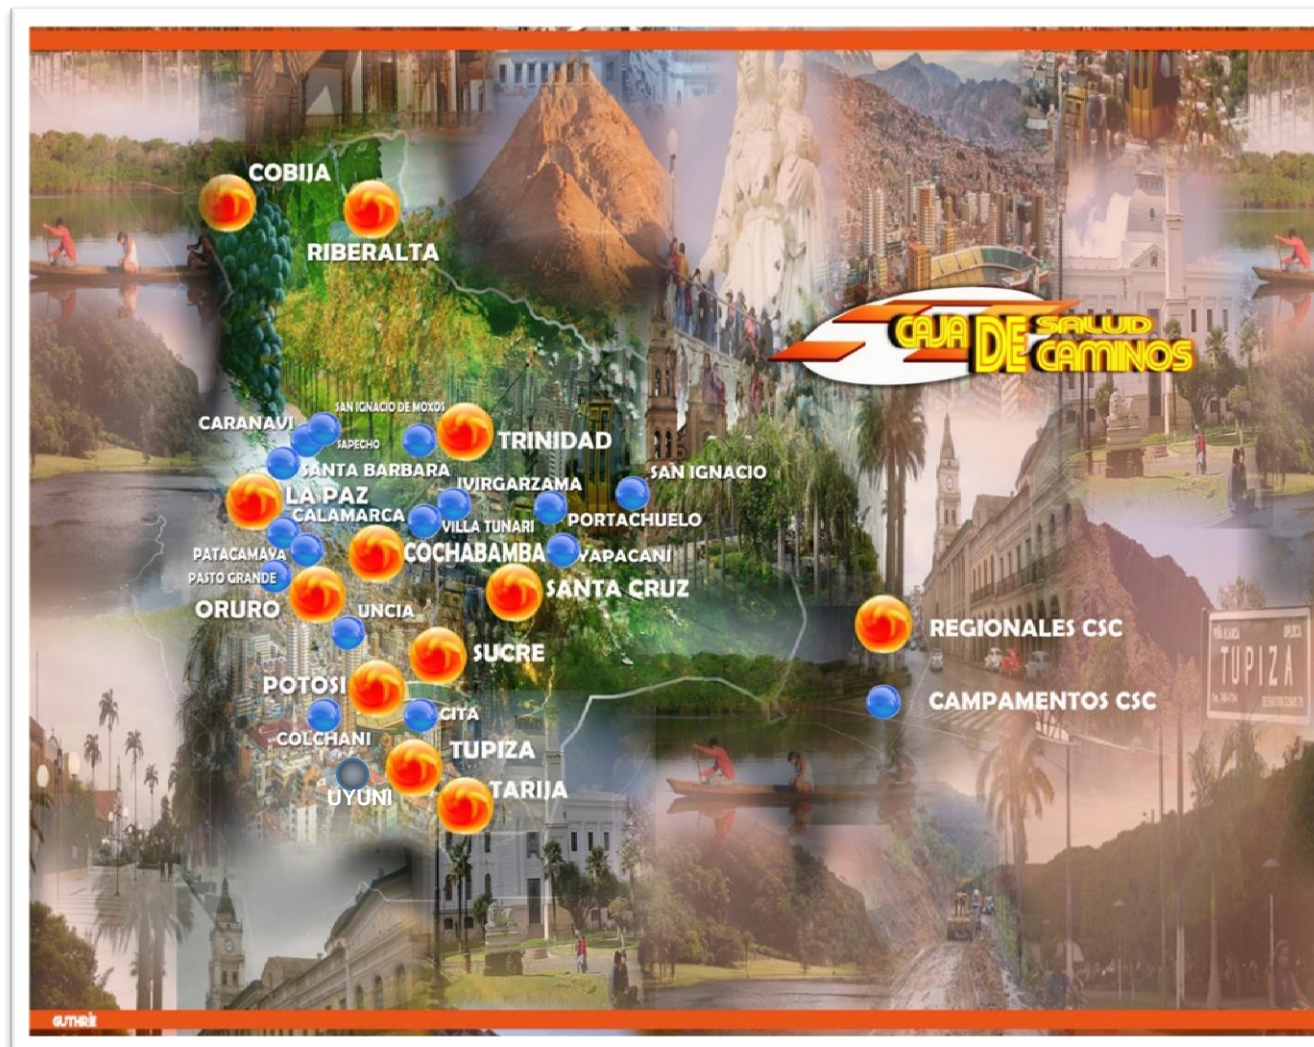 COBIJA
RIBERALTA
CAJA DE SALUD
CAMINOS
SAN IGNACIO DE MOXOS
CARANAVI
SAPECHO
TRINIDAD
SANTA BARBARA
SAN IGNACIO
IVIRGARZAMA
LA PAZ
CALAMARCA
PORTACHUELO
VILLA TUNARI
PATACAMAYA
COCHABAMBA
YAPACANI
PASTO GRANDE
SANTA CRUZ
ORURO
UNCIA
REGIONALES CSC
SUCRE
TUPIZA
POTOSI
CAMPAMENTOS CSC
CITA
COLCHANI
TUPIZA
TARIJA
UYUNI
GUTHRIE